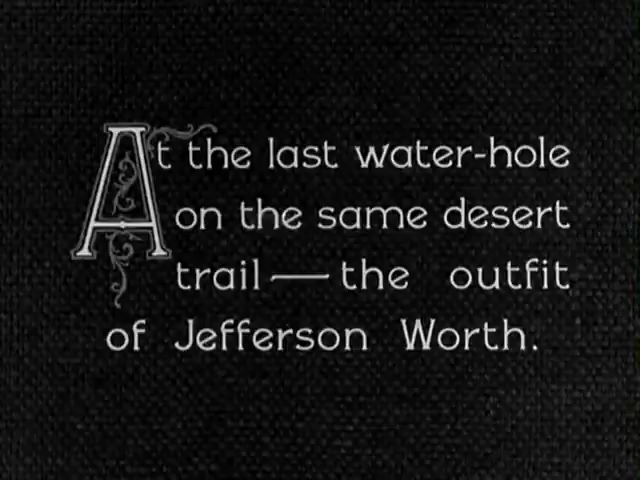 At the last water-hole
on the same desert
trail — the outfit
of Jefferson Worth.